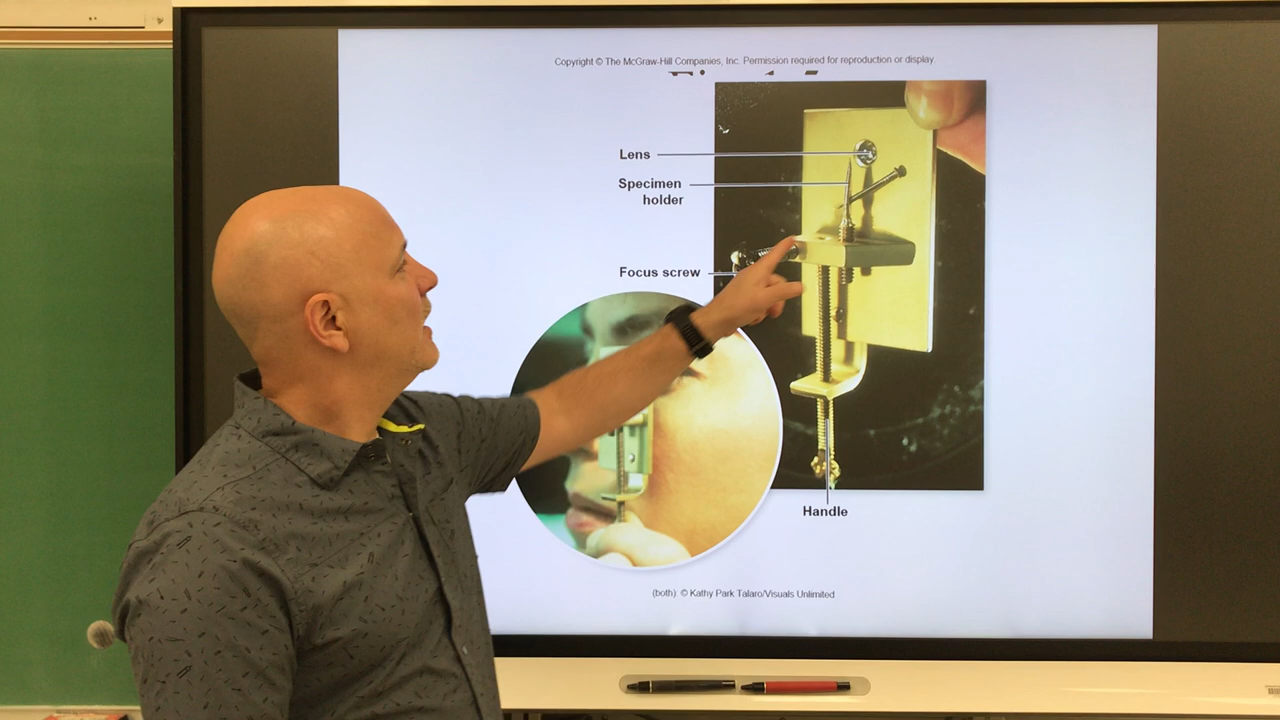 Copyright © The McGraw-Hill Companies, Inc. Permission required for reproduction or display.
Lens
Specimen
holder
Focus screw
Handle
(both): © Kathy Park Talaro/Visuals Unlimited